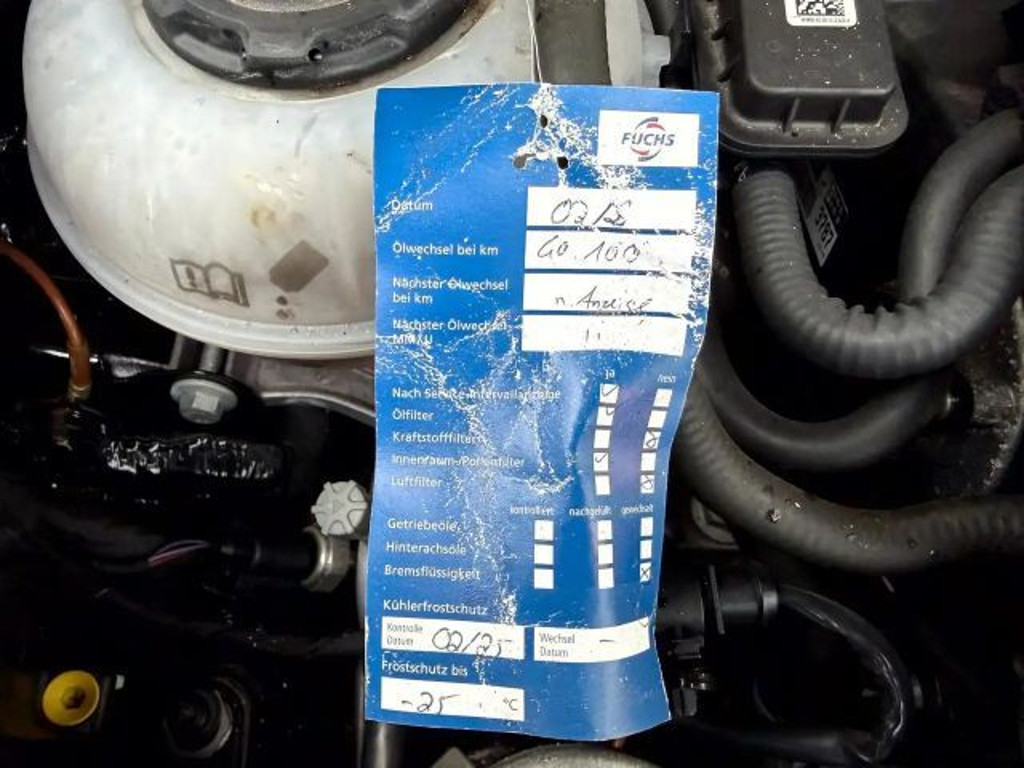 FUCHS
Datum
Ölwechsel bei km 60.100
Nächster Ölwechsel
bei km n. Anzeige
Nächster Ölwechsel
MM/JJ
ja nein
Nach Service-Intervallanzeige
Ölfilter
Kraftstofffilter
Innenraum-/Pollenfilter
Luftfilter
kontrolliert nachgefüllt gewechselt
Getriebeöle
Hinterachsöle
Bremsflüssigkeit
Kühlerfrostschutz
Kontrolle
Datum 02/25
Wechsel
Datum –
Frostschutz bis
-25 °C